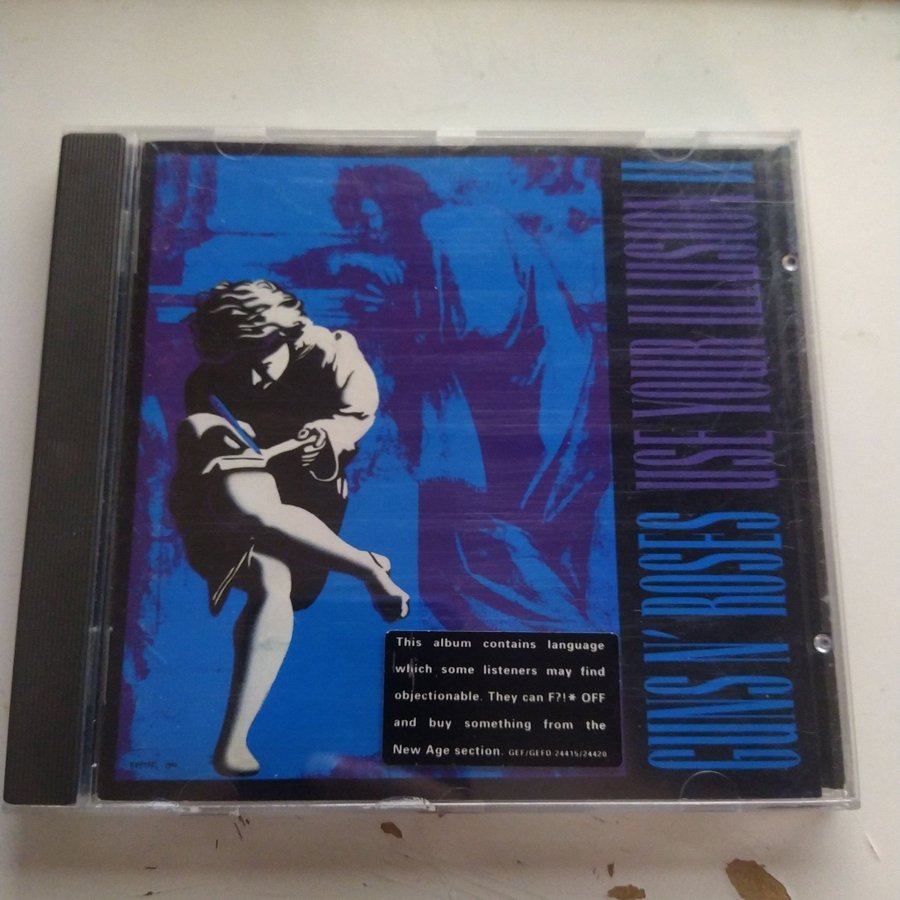 GUNS N' ROSES USE YOUR ILLUSION II
This album contains language
which some listeners may find
objectionable. They can F?!* OFF
and buy something from the
New Age section. GEF/GEFD-24415/24420